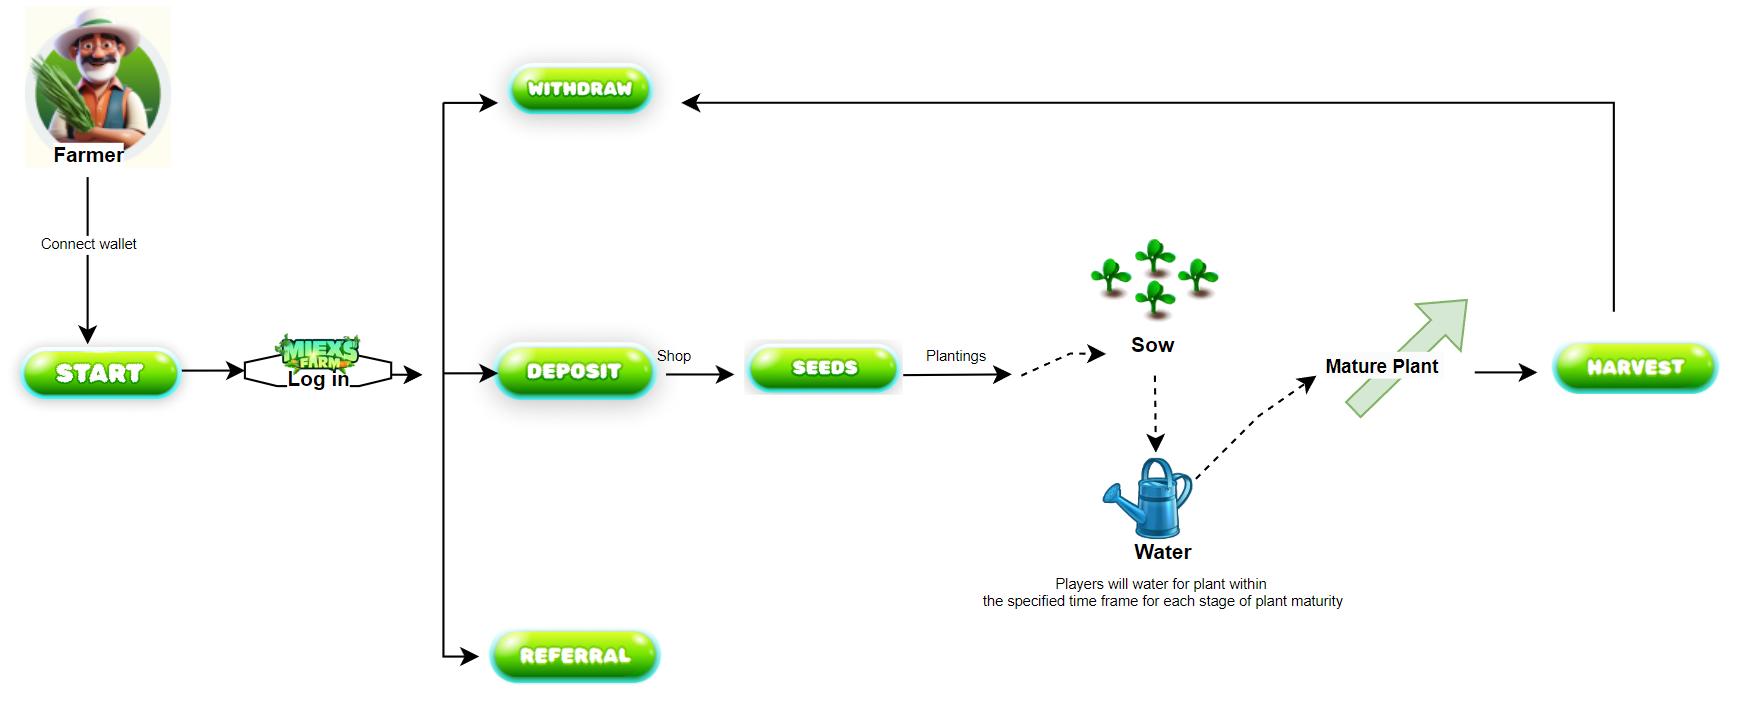 Farmer
Connect wallet
START
MIEXS
FARM
Log in
WITHDRAW
DEPOSIT
Shop
SEEDS
Plantings
Sow
Water
Players will water for plant within
the specified time frame for each stage of plant maturity
Mature Plant
HARVEST
REFERRAL